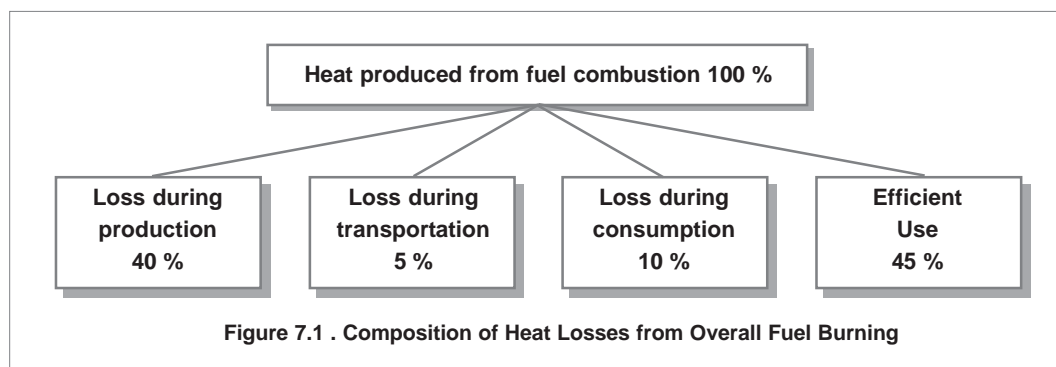 Heat produced from fuel combustion 100 %
Loss during
production
40 %
Loss during
transportation
5 %
Loss during
consumption
10 %
Efficient
Use
45 %
Figure 7.1 . Composition of Heat Losses from Overall Fuel Burning